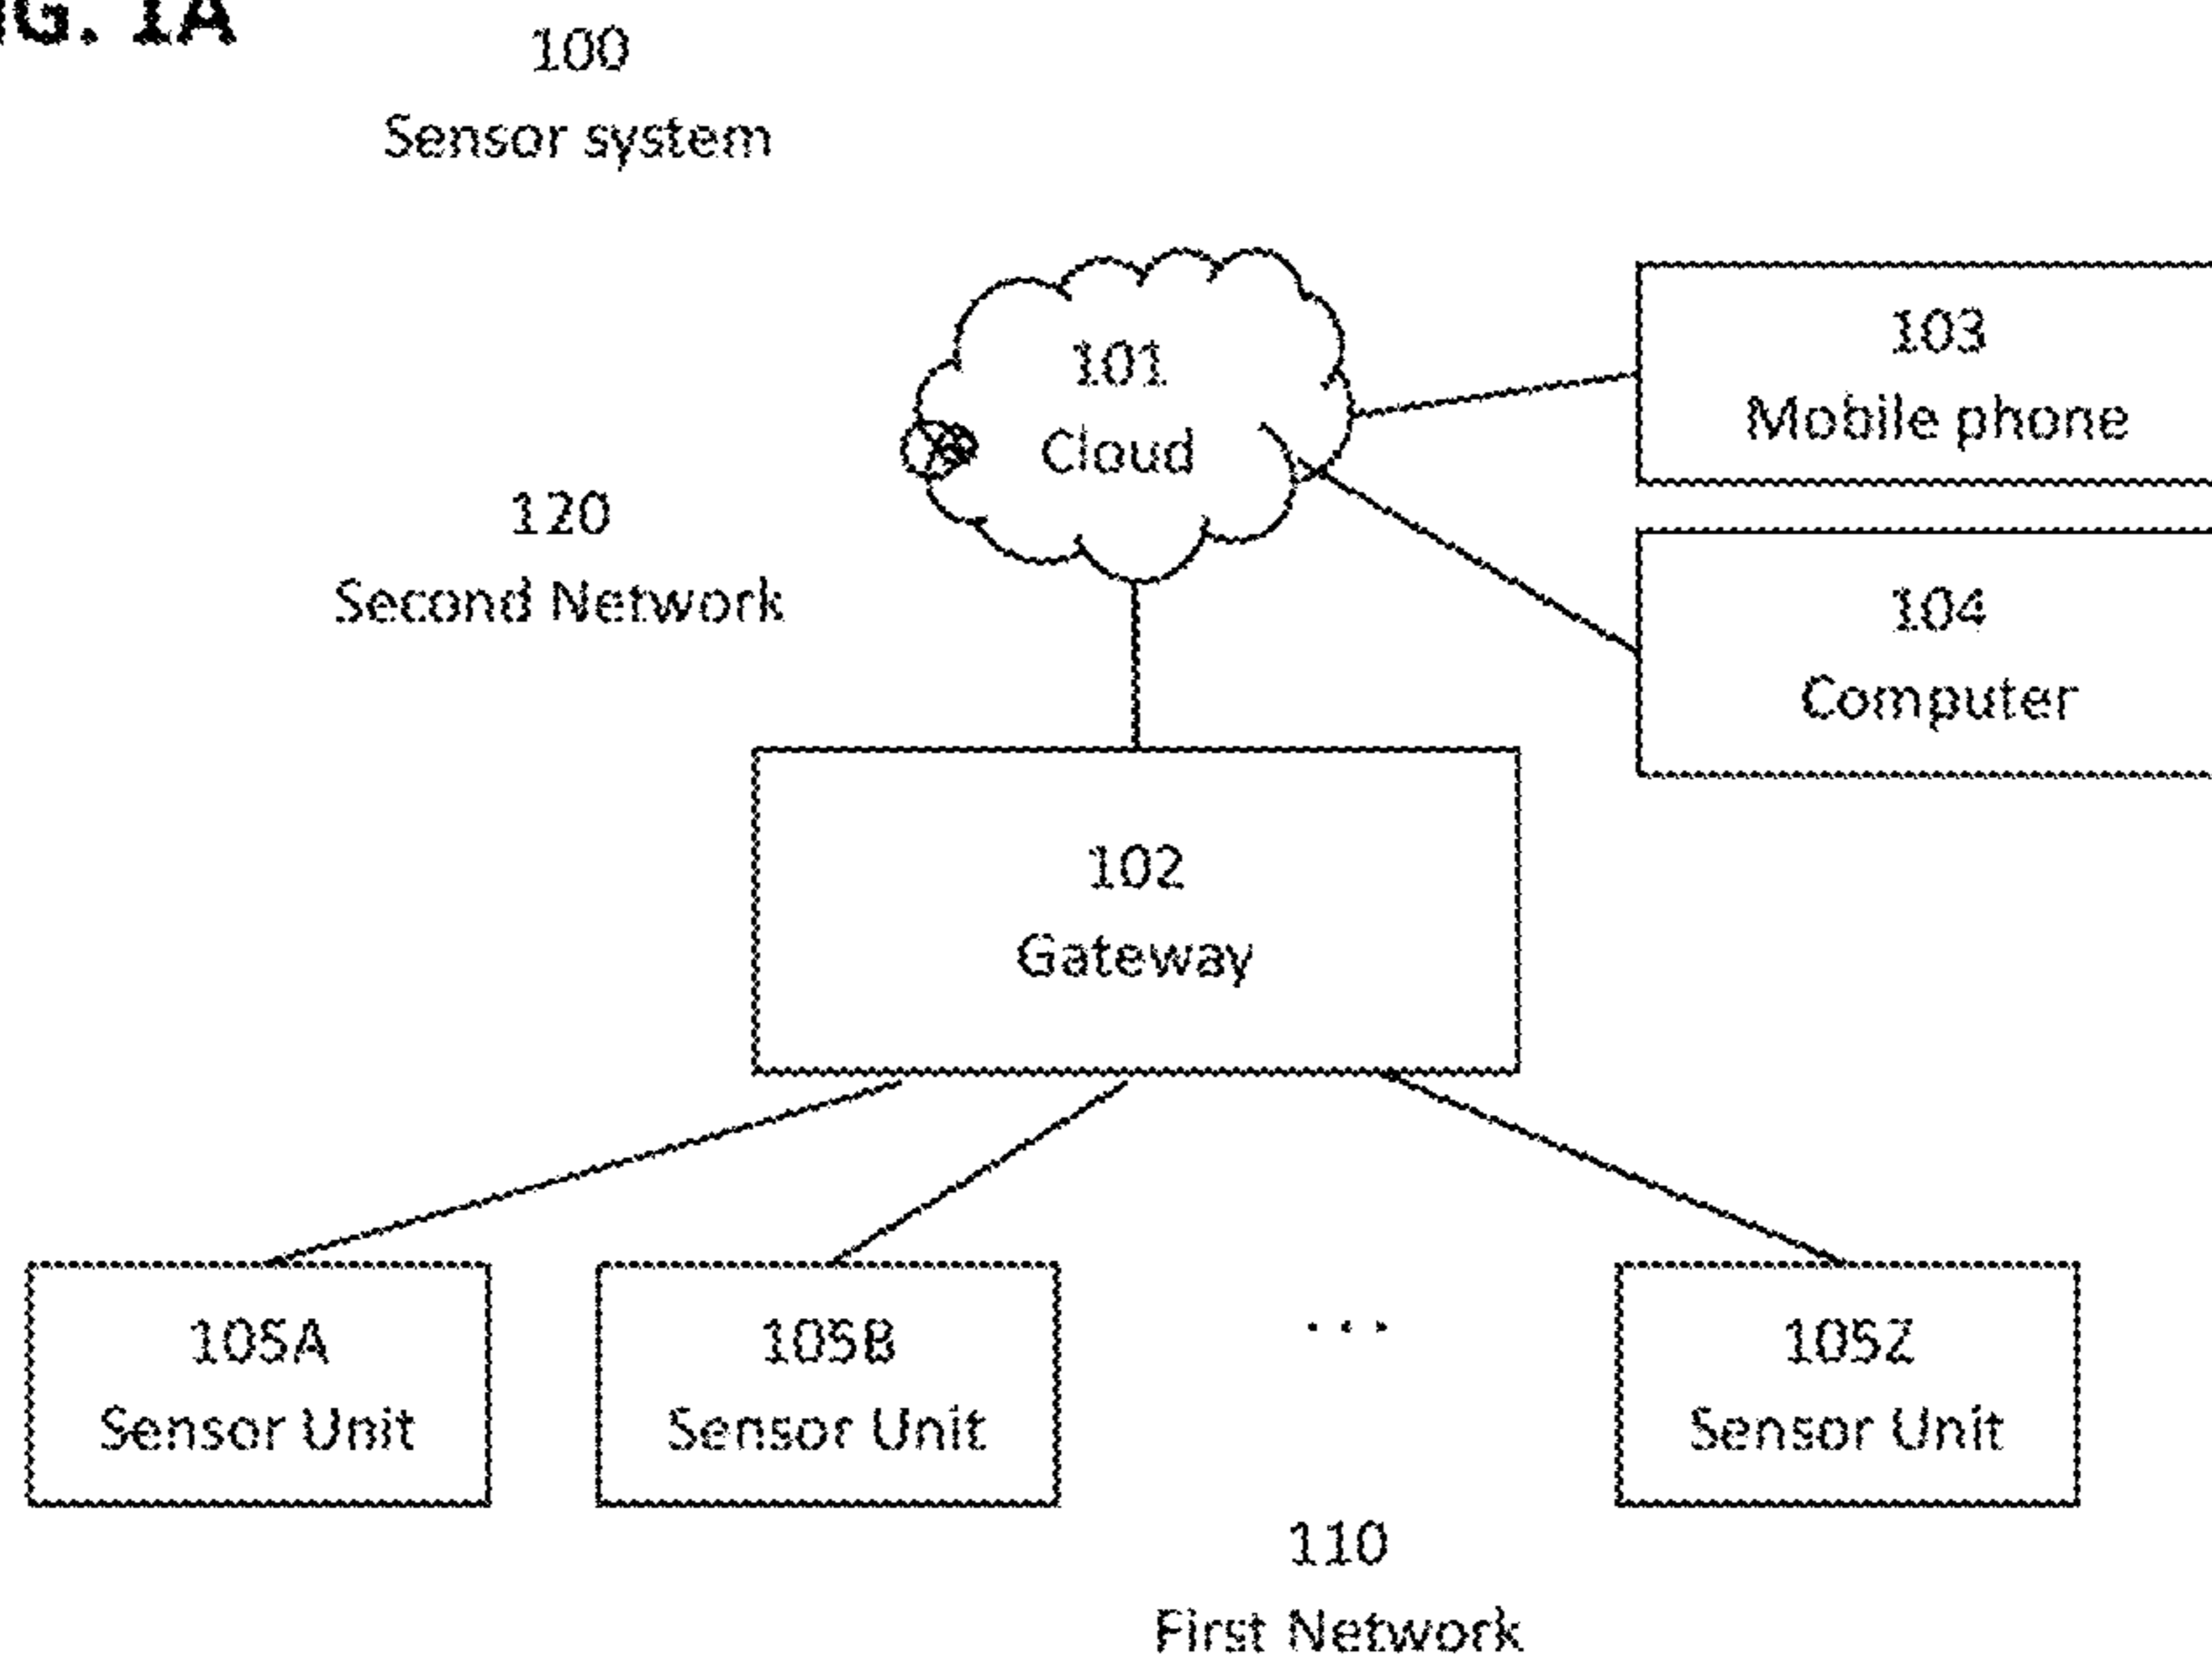 G. 1A
100
Sensor system
101
Cloud
103
Mobile phone
120
Second Network
104
Computer
102
Gateway
105A
Sensor Unit
105B
Sensor Unit
...
105Z
Sensor Unit
110
First Network